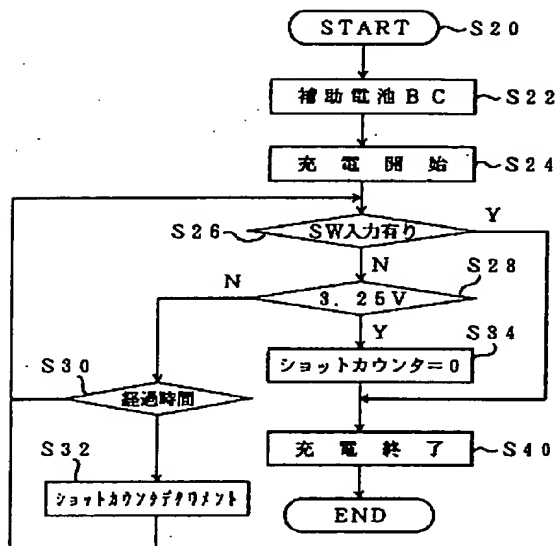 START
S20
補助電池BC
S22
充電開始
S24
S26
SW入力有り
Y
N
S28
N
3.25V
Y
S34
ショットカウンタ=0
S30
経過時間
S32
ショットカウンタデクリメント
充電終了
S40
END